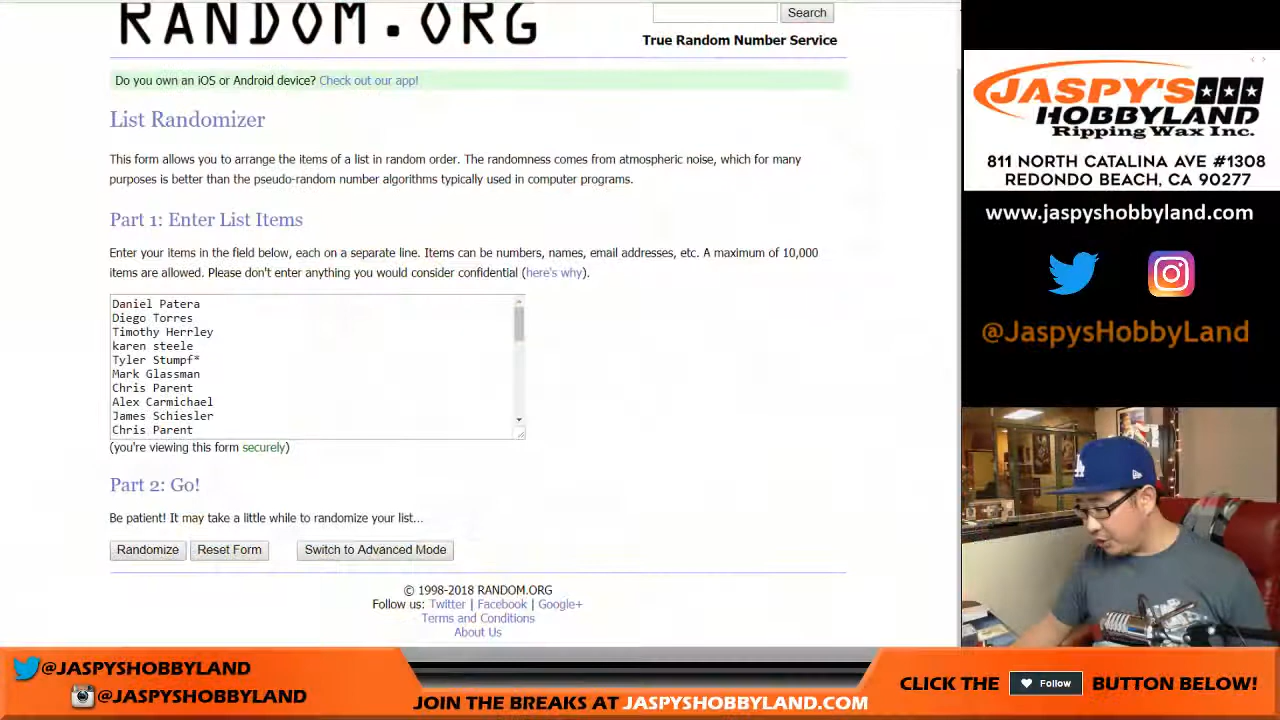 RANDOM.ORG
Search
True Random Number Service
Do you own an iOS or Android device? Check out our app!
List Randomizer
This form allows you to arrange the items of a list in random order. The randomness comes from atmospheric noise, which for many
purposes is better than the pseudo-random number algorithms typically used in computer programs.
Part 1: Enter List Items
Enter your items in the field below, each on a separate line. Items can be numbers, names, email addresses, etc. A maximum of 10,000
items are allowed. Please don't enter anything you would consider confidential (here's why).
Daniel Patera
Diego Torres
Timothy Herrley
karen steele
Tyler Stumpf*
Mark Glassman
Chris Parent
Alex Carmichael
James Schiesler
Chris Parent
(you're viewing this form securely)
Part 2: Go!
Be patient! It may take a little while to randomize your list...
Randomize
Reset Form
Switch to Advanced Mode
© 1998-2018 RANDOM.ORG
Follow us: Twitter | Facebook | Google+
Terms and Conditions
About Us
JASPY'S
HOBBYLAND
Ripping Wax Inc.
811 NORTH CATALINA AVE #1308
REDONDO BEACH, CA 90277
www.jaspyshobbyland.com
@JaspysHobbyLand
@JASPYSHOBBYLAND
@JASPYSHOBBYLAND
JOIN THE BREAKS AT JASPYSHOBBYLAND.COM
CLICK THE Follow BUTTON BELOW!